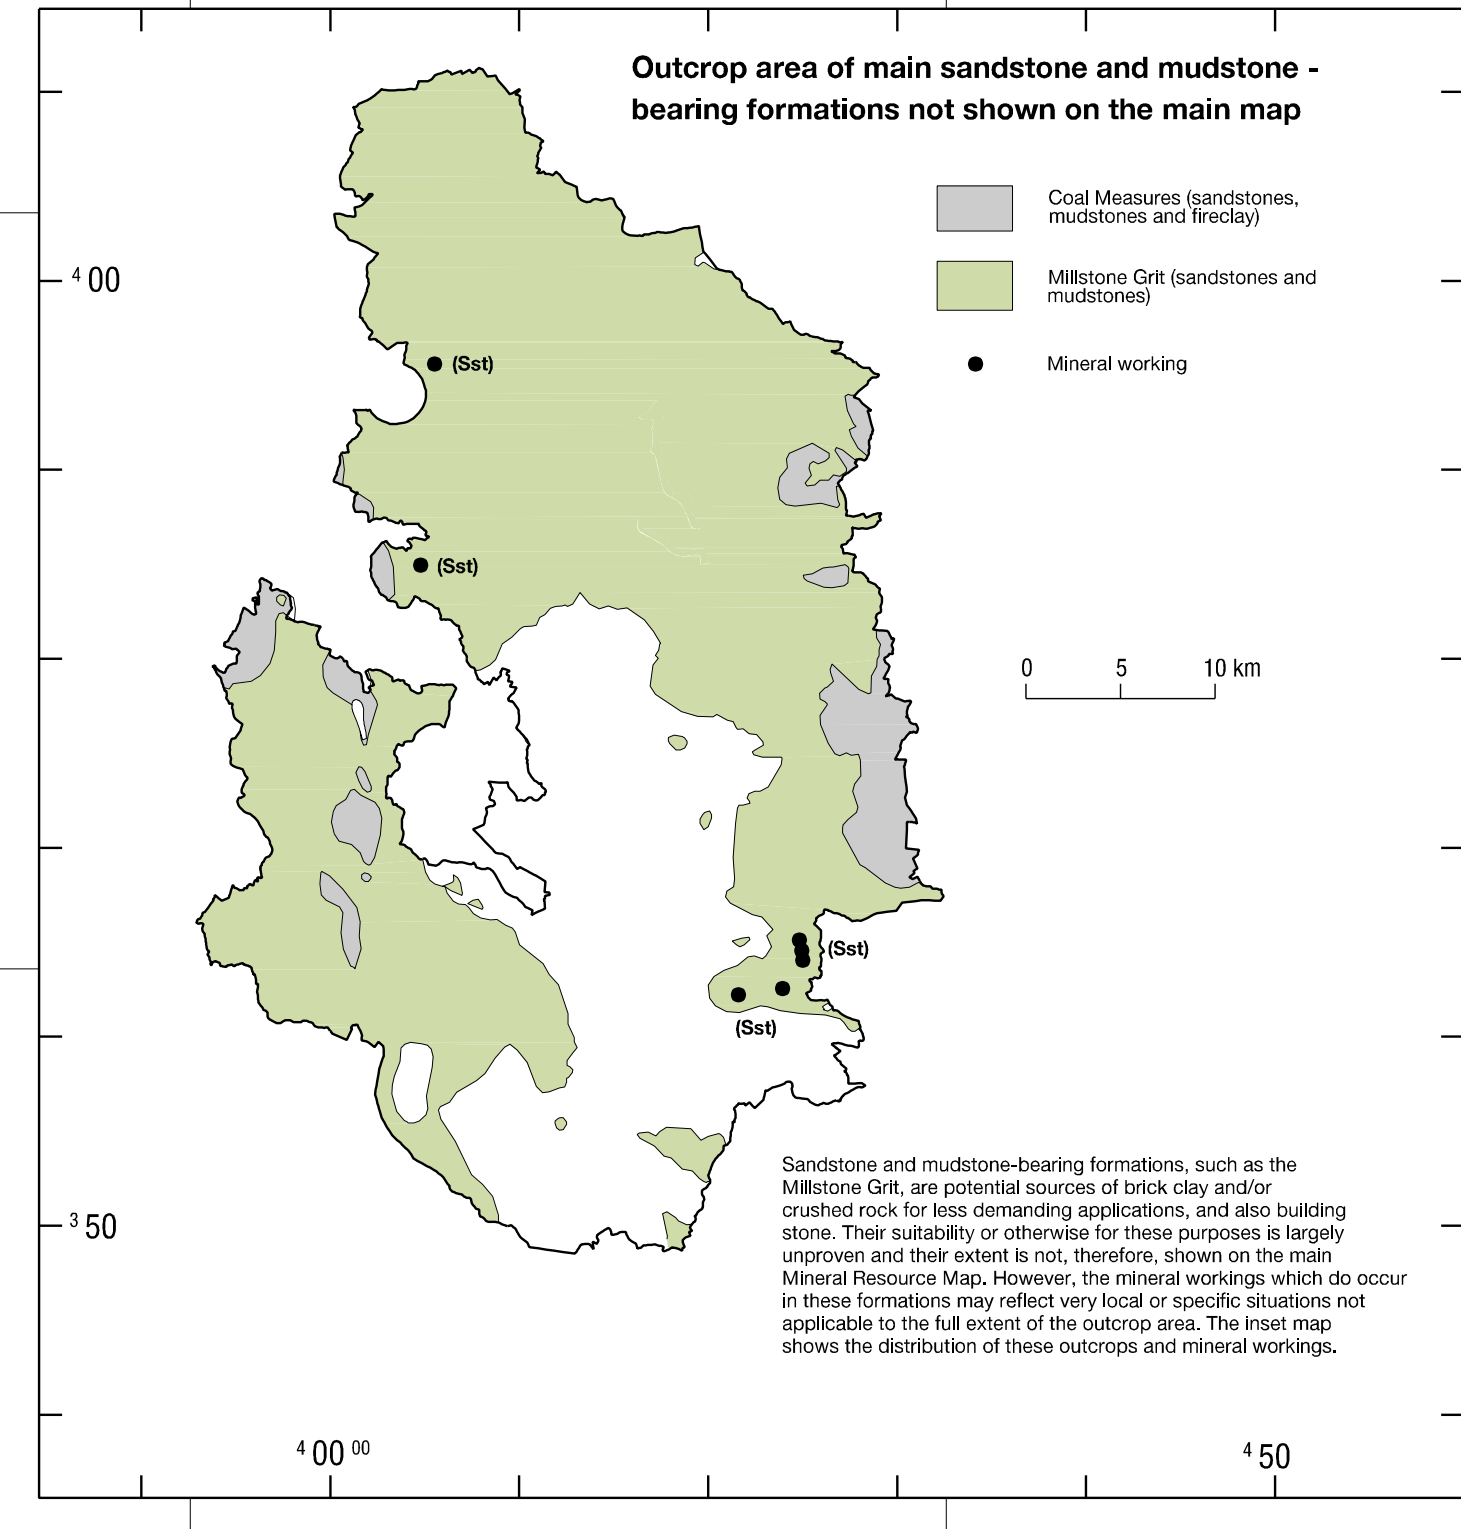 Outcrop area of main sandstone and mudstone -
bearing formations not shown on the main map
Coal Measures (sandstones,
mudstones and fireclay)
4 00
Millstone Grit (sandstones and
mudstones)
(Sst)
Mineral working
(Sst)
0 5 10 km
(Sst)
(Sst)
Sandstone and mudstone-bearing formations, such as the
Millstone Grit, are potential sources of brick clay and/or
crushed rock for less demanding applications, and also building
stone. Their suitability or otherwise for these purposes is largely
unproven and their extent is not, therefore, shown on the main
Mineral Resource Map. However, the mineral workings which do occur
in these formations may reflect very local or specific situations not
applicable to the full extent of the outcrop area. The inset map
shows the distribution of these outcrops and mineral workings.
3 50
4 00 00
4 50